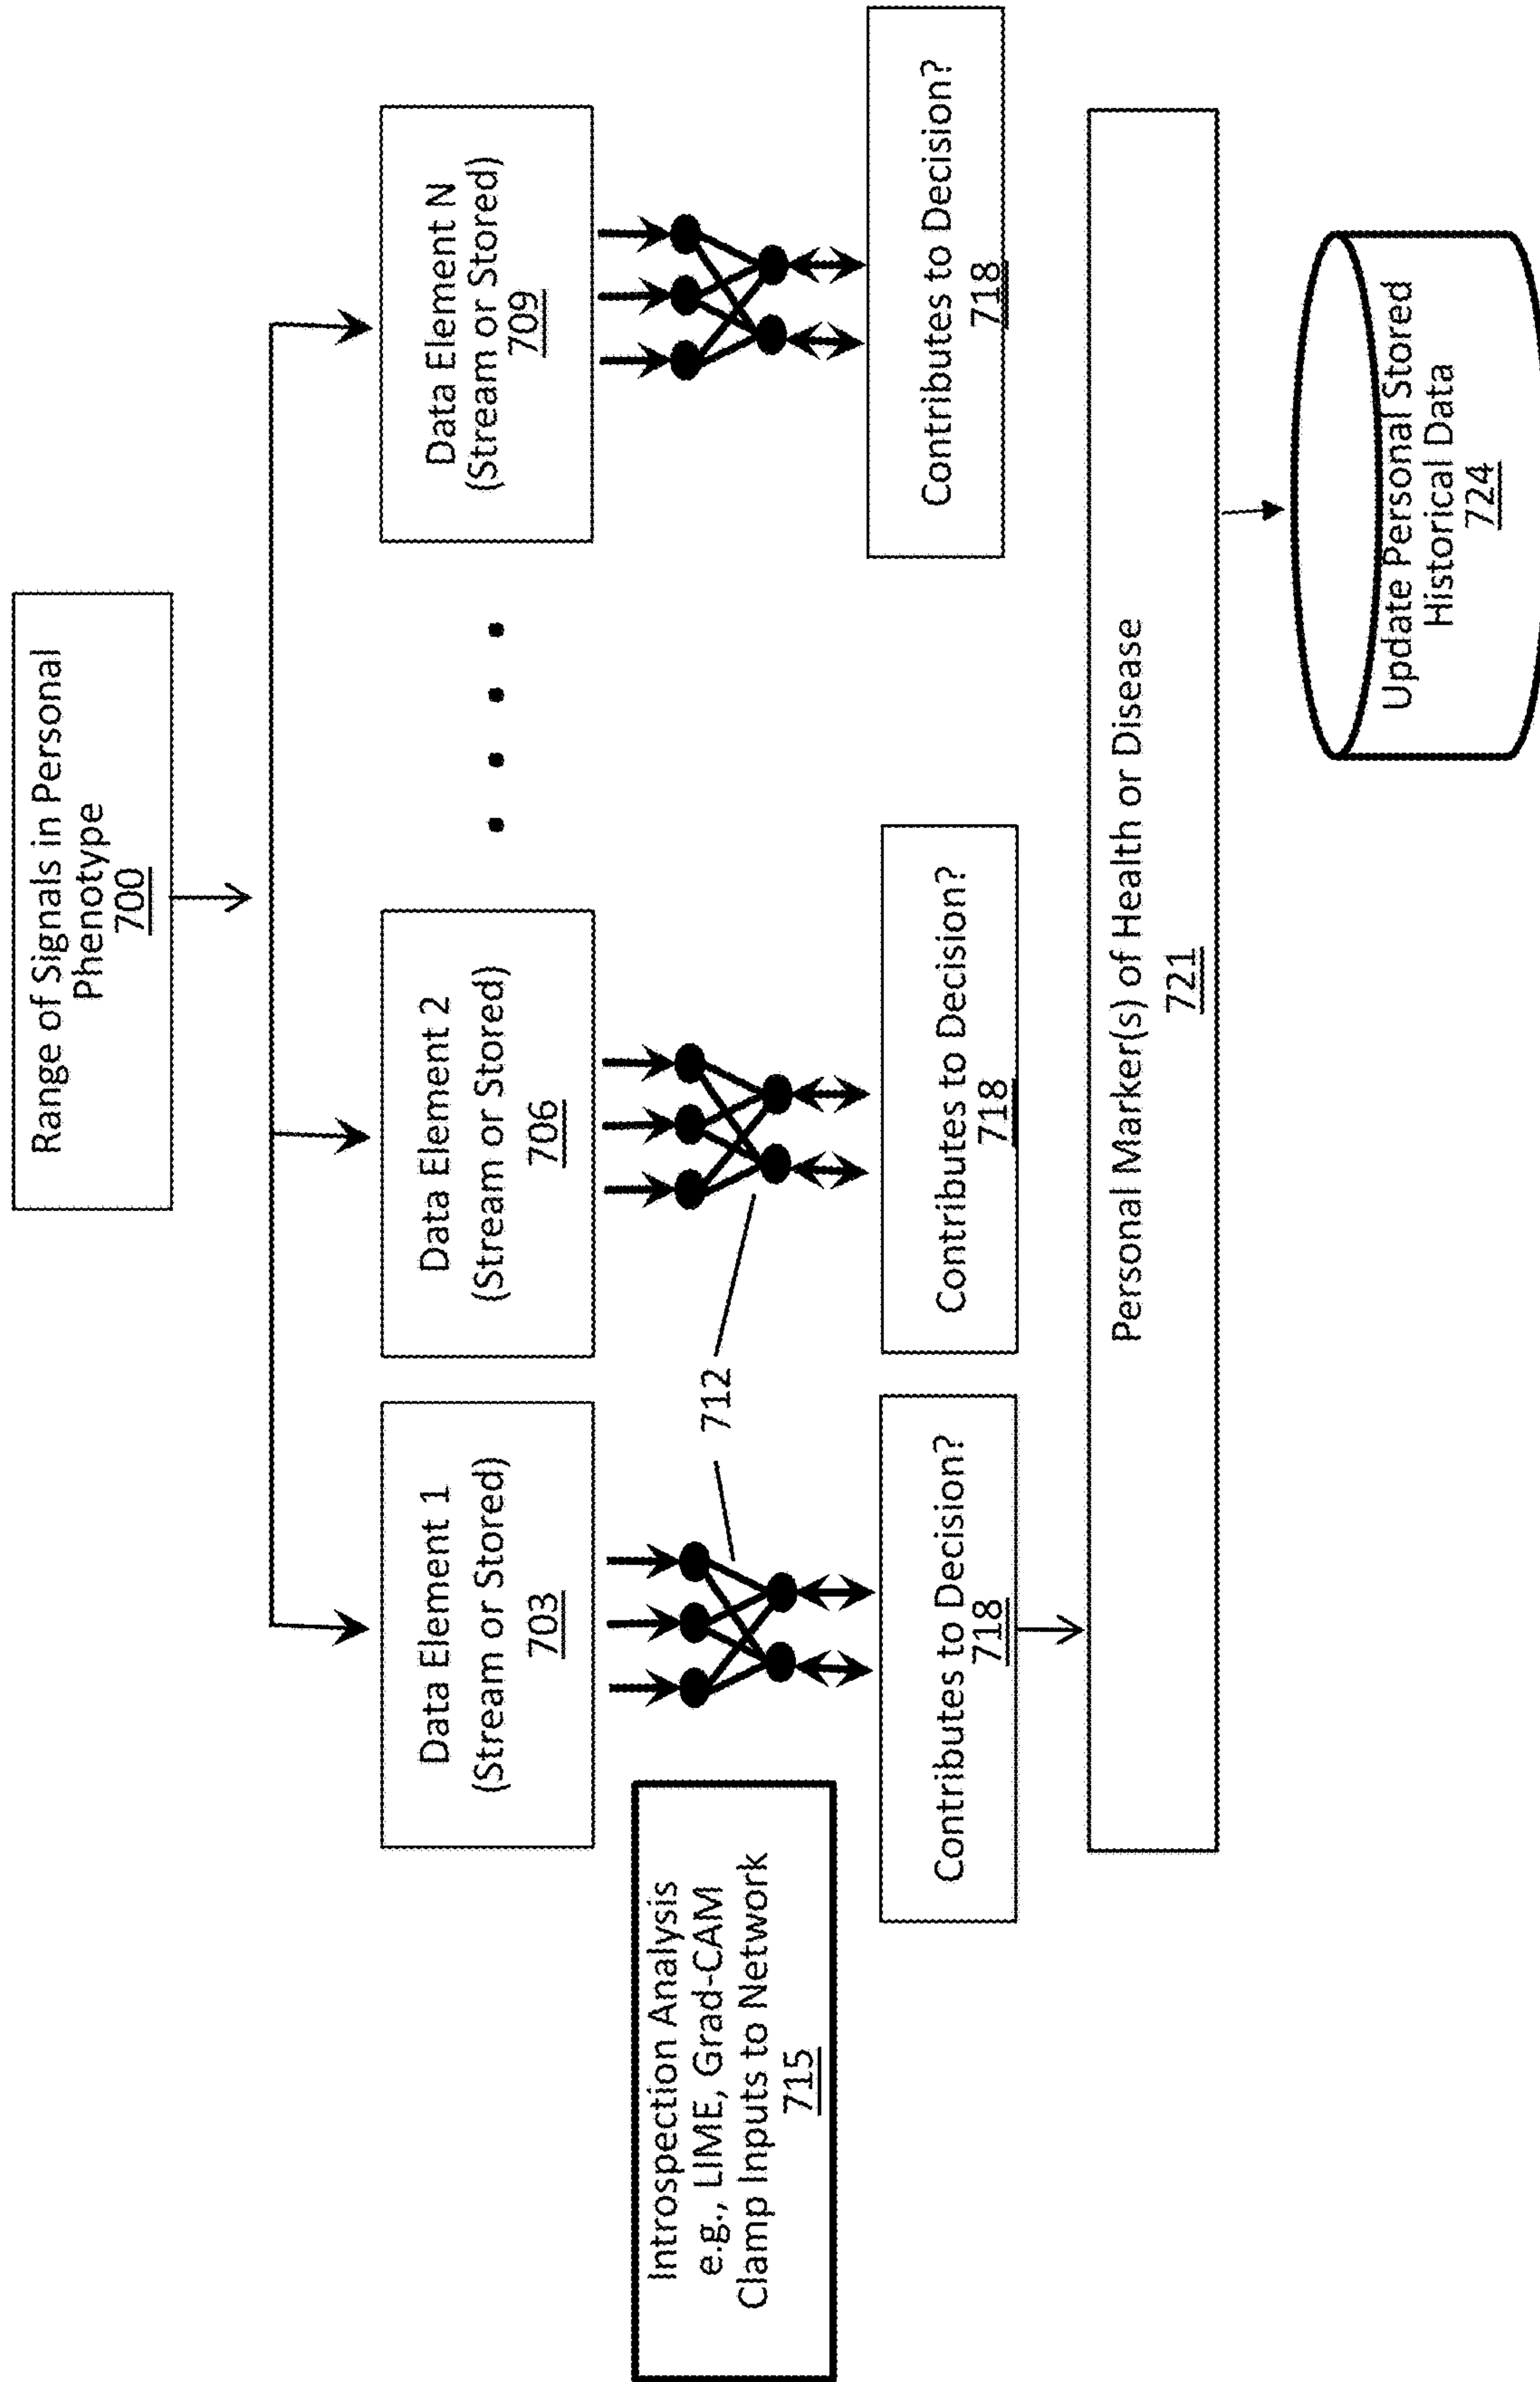 Range of Signals in Personal
Phenotype
700
Data Element 1
(Stream or Stored)
703
Data Element 2
(Stream or Stored)
706
Data Element N
(Stream or Stored)
709
Introspection Analysis
e.g., LIME, Grad-CAM
Clamp Inputs to Network
715
712
Contributes to Decision?
718
Contributes to Decision?
718
Contributes to Decision?
718
Personal Marker(s) of Health or Disease
721
Update Personal Stored
Historical Data
724